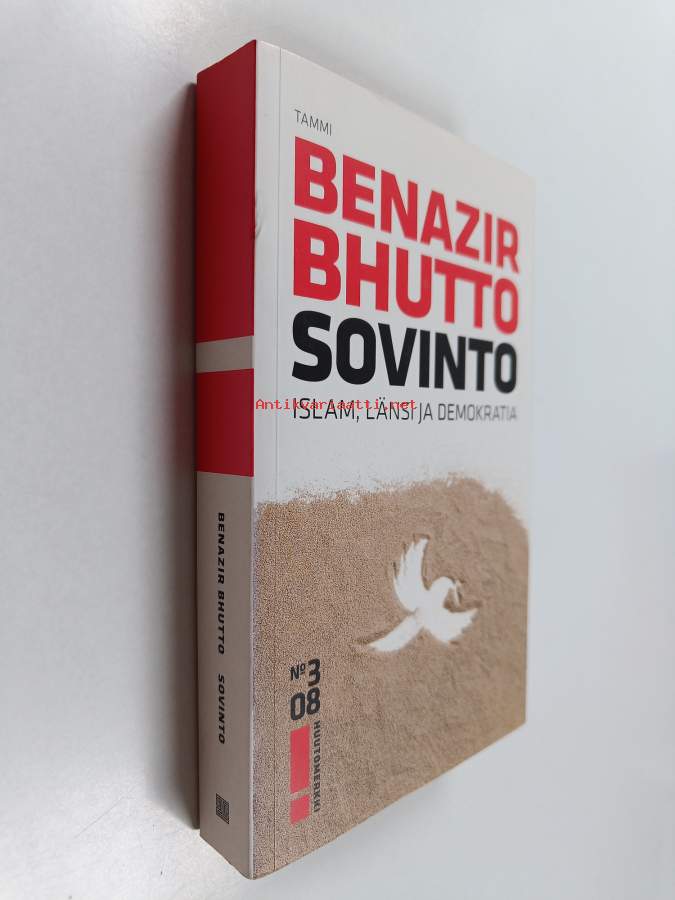 TAMMI
BENAZIR
BHUTTO
SOVINTO
ISLAM, LÄNSI JA DEMOKRATIA
Antikvariaatti.net
Nº3
08
HUUTOMERKKI
BENAZIR BHUTTO SOVINTO